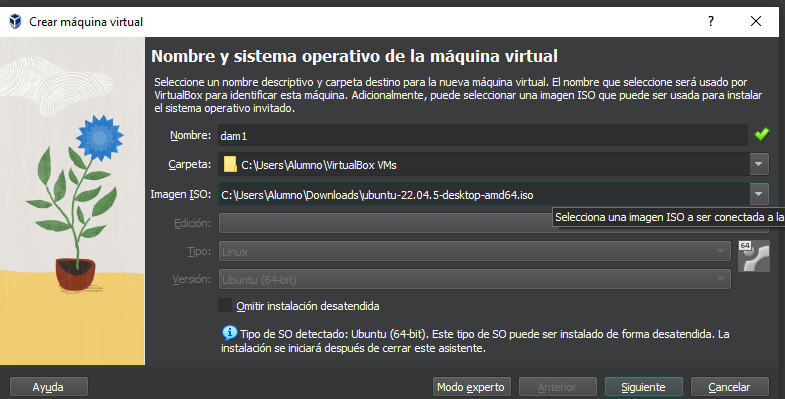 Crear máquina virtual
Nombre y sistema operativo de la máquina virtual
Seleccione un nombre descriptivo y carpeta destino para la nueva máquina virtual. El nombre que seleccione será usado por
VirtualBox para identificar esta máquina. Adicionalmente, puede seleccionar una imagen ISO que puede ser usada para instalar
el sistema operativo invitado.
Nombre: dam1
Carpeta: C:\Users\Alumno\VirtualBox VMs
Imagen ISO: C:\Users\Alumno\Downloads\ubuntu-22.04.5-desktop-amd64.iso
Selecciona una imagen ISO a ser conectada a la
Edición:
Tipo: Linux
64
Versión: Ubuntu (64-bit)
Omitir instalación desatendida
Tipo de SO detectado: Ubuntu (64-bit). Este tipo de SO puede ser instalado de forma desatendida. La
instalación se iniciará después de cerrar este asistente.
Ayuda Modo experto Anterior Siguiente Cancelar